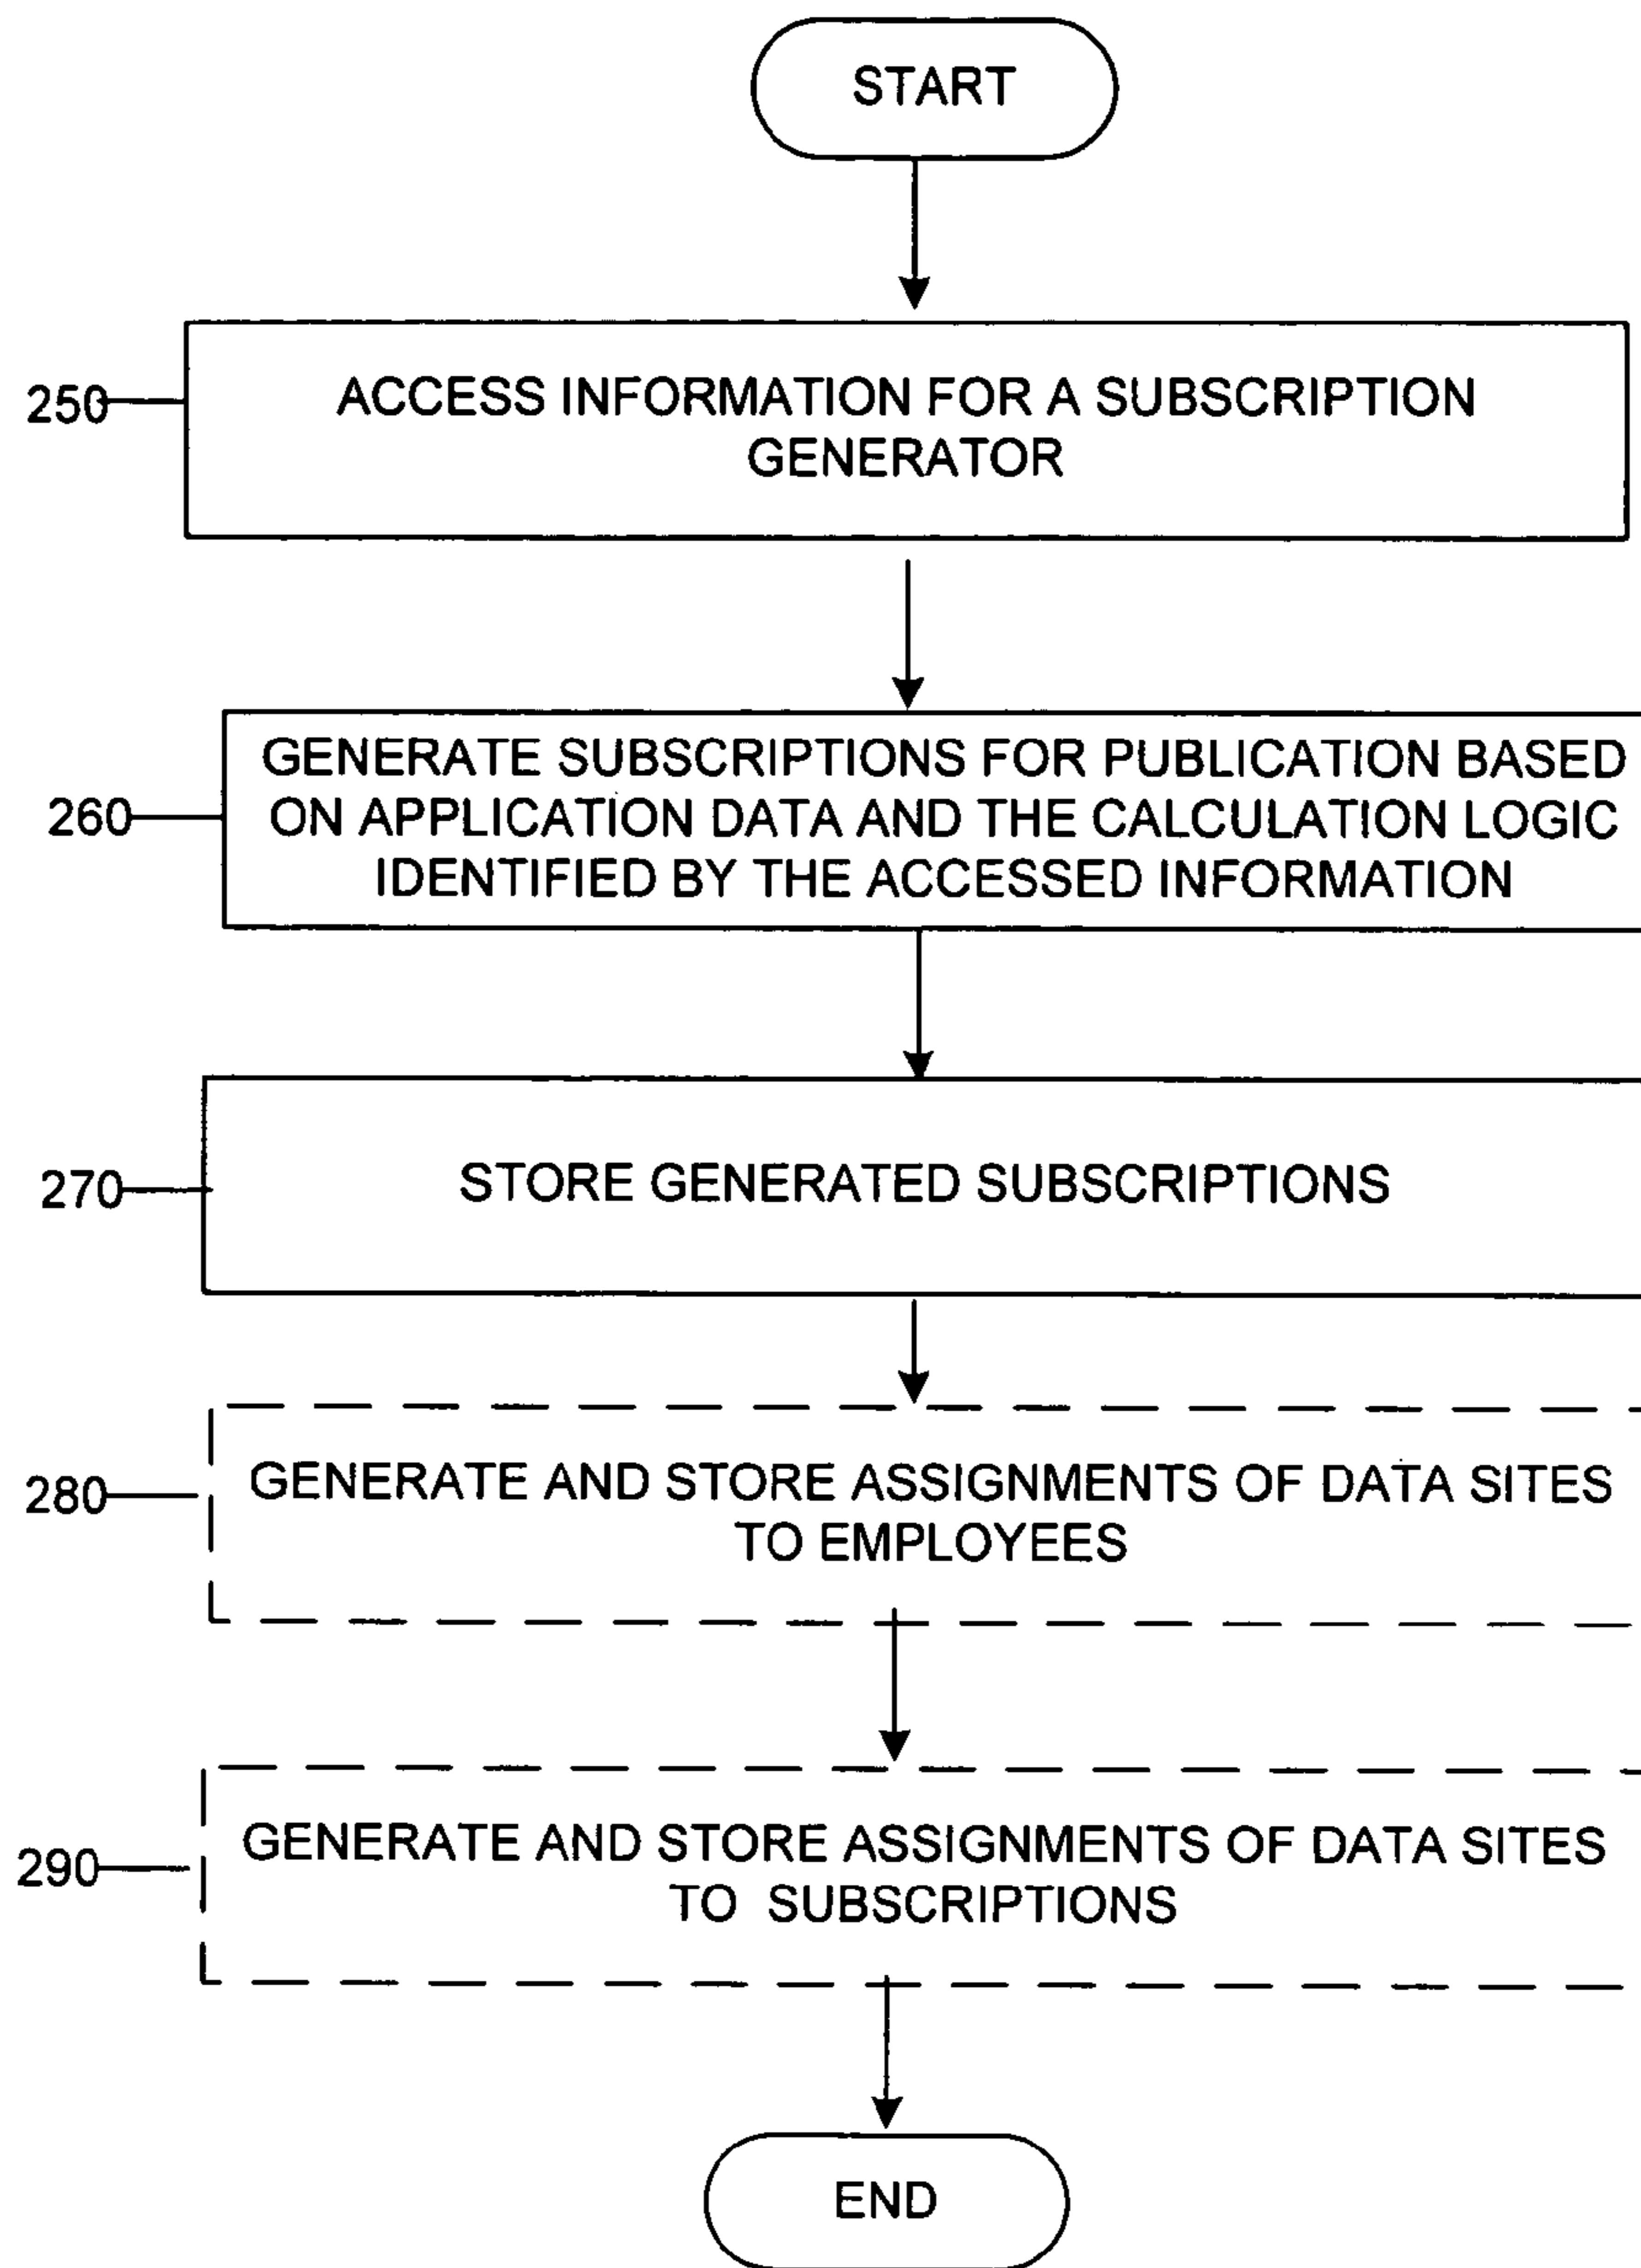 START
250
ACCESS INFORMATION FOR A SUBSCRIPTION
GENERATOR
260
GENERATE SUBSCRIPTIONS FOR PUBLICATION BASED
ON APPLICATION DATA AND THE CALCULATION LOGIC
IDENTIFIED BY THE ACCESSED INFORMATION
270
STORE GENERATED SUBSCRIPTIONS
280
GENERATE AND STORE ASSIGNMENTS OF DATA SITES
TO EMPLOYEES
290
GENERATE AND STORE ASSIGNMENTS OF DATA SITES
TO SUBSCRIPTIONS
END